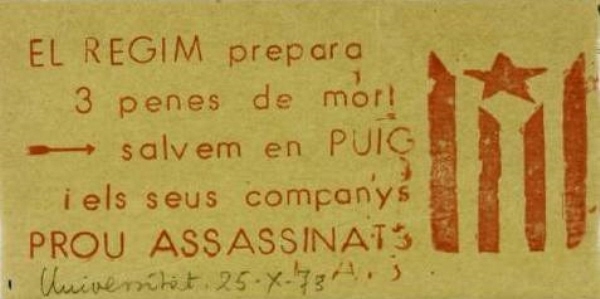 EL REGIM prepara
3 penes de mort
salvem en PUIG
i els seus companys
PROU ASSASSINATS
Universitat. 25-X-73